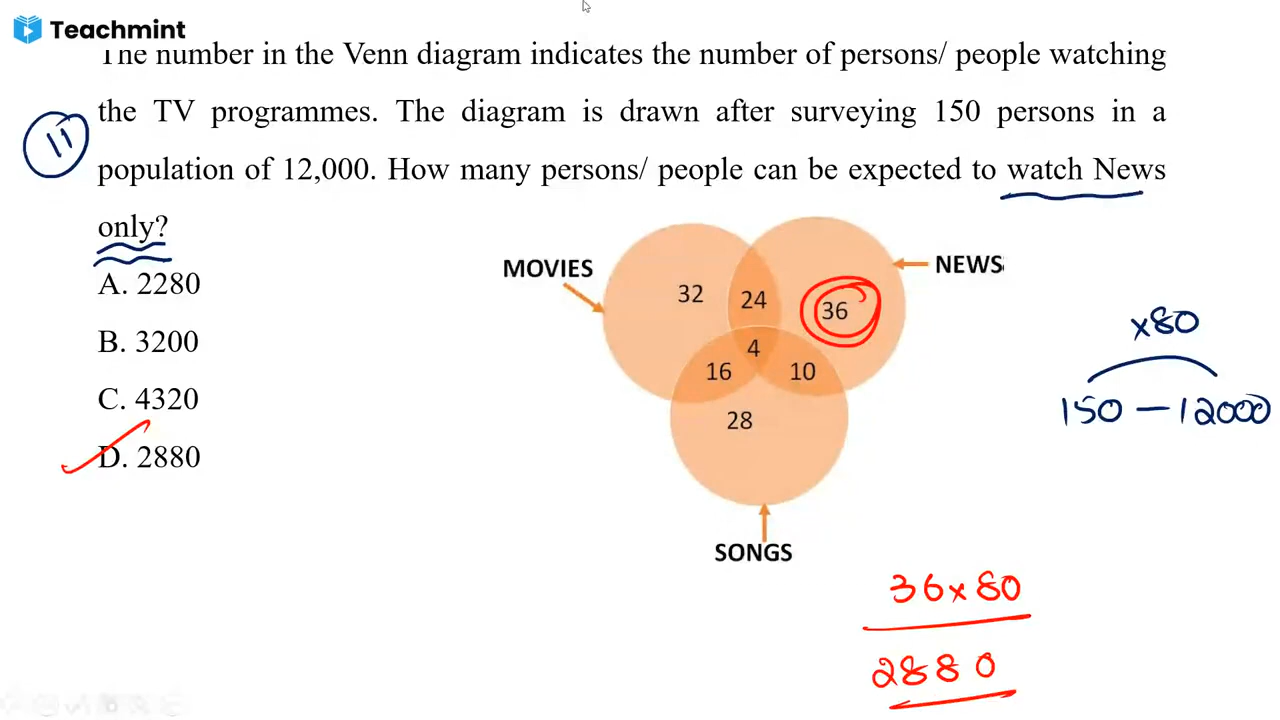 Teachmint
The number in the Venn diagram indicates the number of persons/ people watching
the TV programmes. The diagram is drawn after surveying 150 persons in a
11
population of 12,000. How many persons/ people can be expected to watch News
only?
A. 2280
B. 3200
C. 4320
D. 2880
MOVIES
NEWS
32
24
36
4
16
10
28
SONGS
x80
150 — 12000
36 x 80
2880